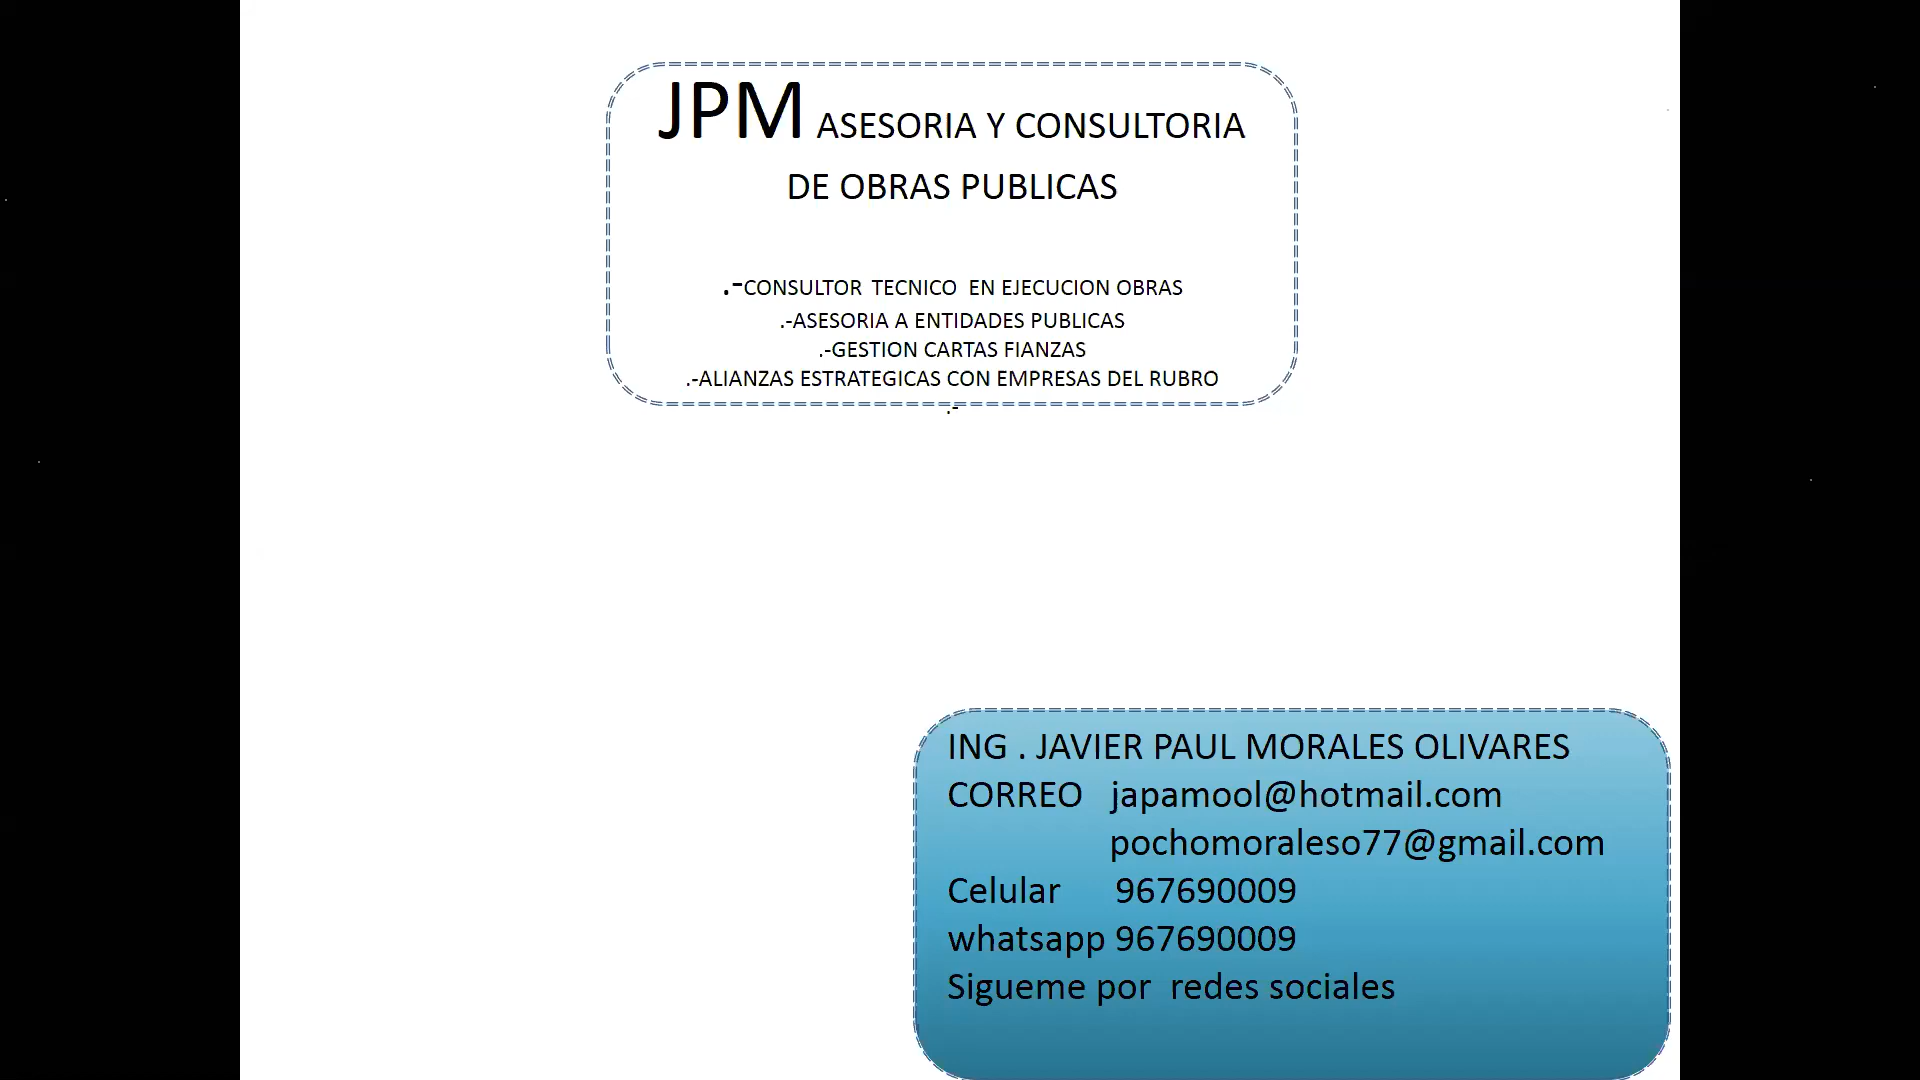 JPM ASESORIA Y CONSULTORIA
DE OBRAS PUBLICAS
.-CONSULTOR TECNICO EN EJECUCION OBRAS
.-ASESORIA A ENTIDADES PUBLICAS
.-GESTION CARTAS FIANZAS
.-ALIANZAS ESTRATEGICAS CON EMPRESAS DEL RUBRO
.-
ING . JAVIER PAUL MORALES OLIVARES
CORREO japamool@hotmail.com
pochomoraleso77@gmail.com
Celular 967690009
whatsapp 967690009
Sigueme por redes sociales